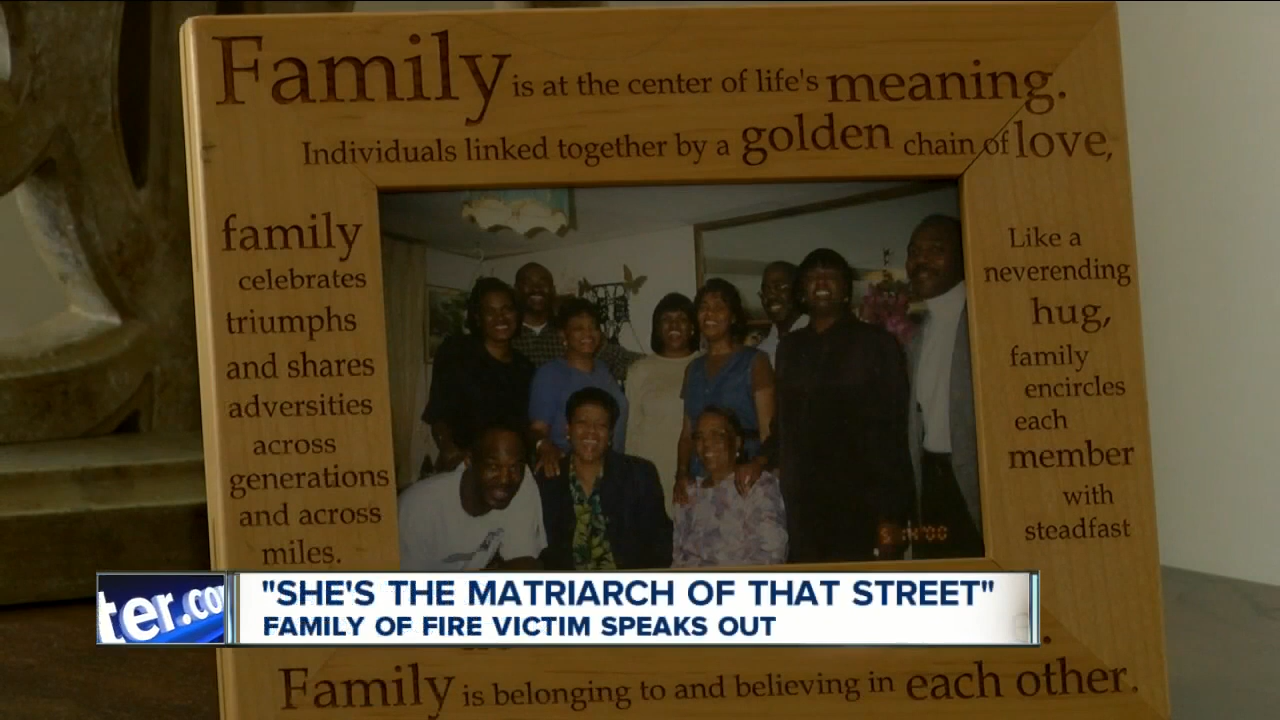 Family is at the center of life's meaning.
Individuals linked together by a golden chain of love,
family
celebrates
triumphs
and shares
adversities
across
generations
and across
miles.
Like a
neverending
hug,
family
encircles
each
member
with
steadfast
ter.co
"SHE'S THE MATRIARCH OF THAT STREET"
FAMILY OF FIRE VICTIM SPEAKS OUT
Family is belonging to and believing in each other.